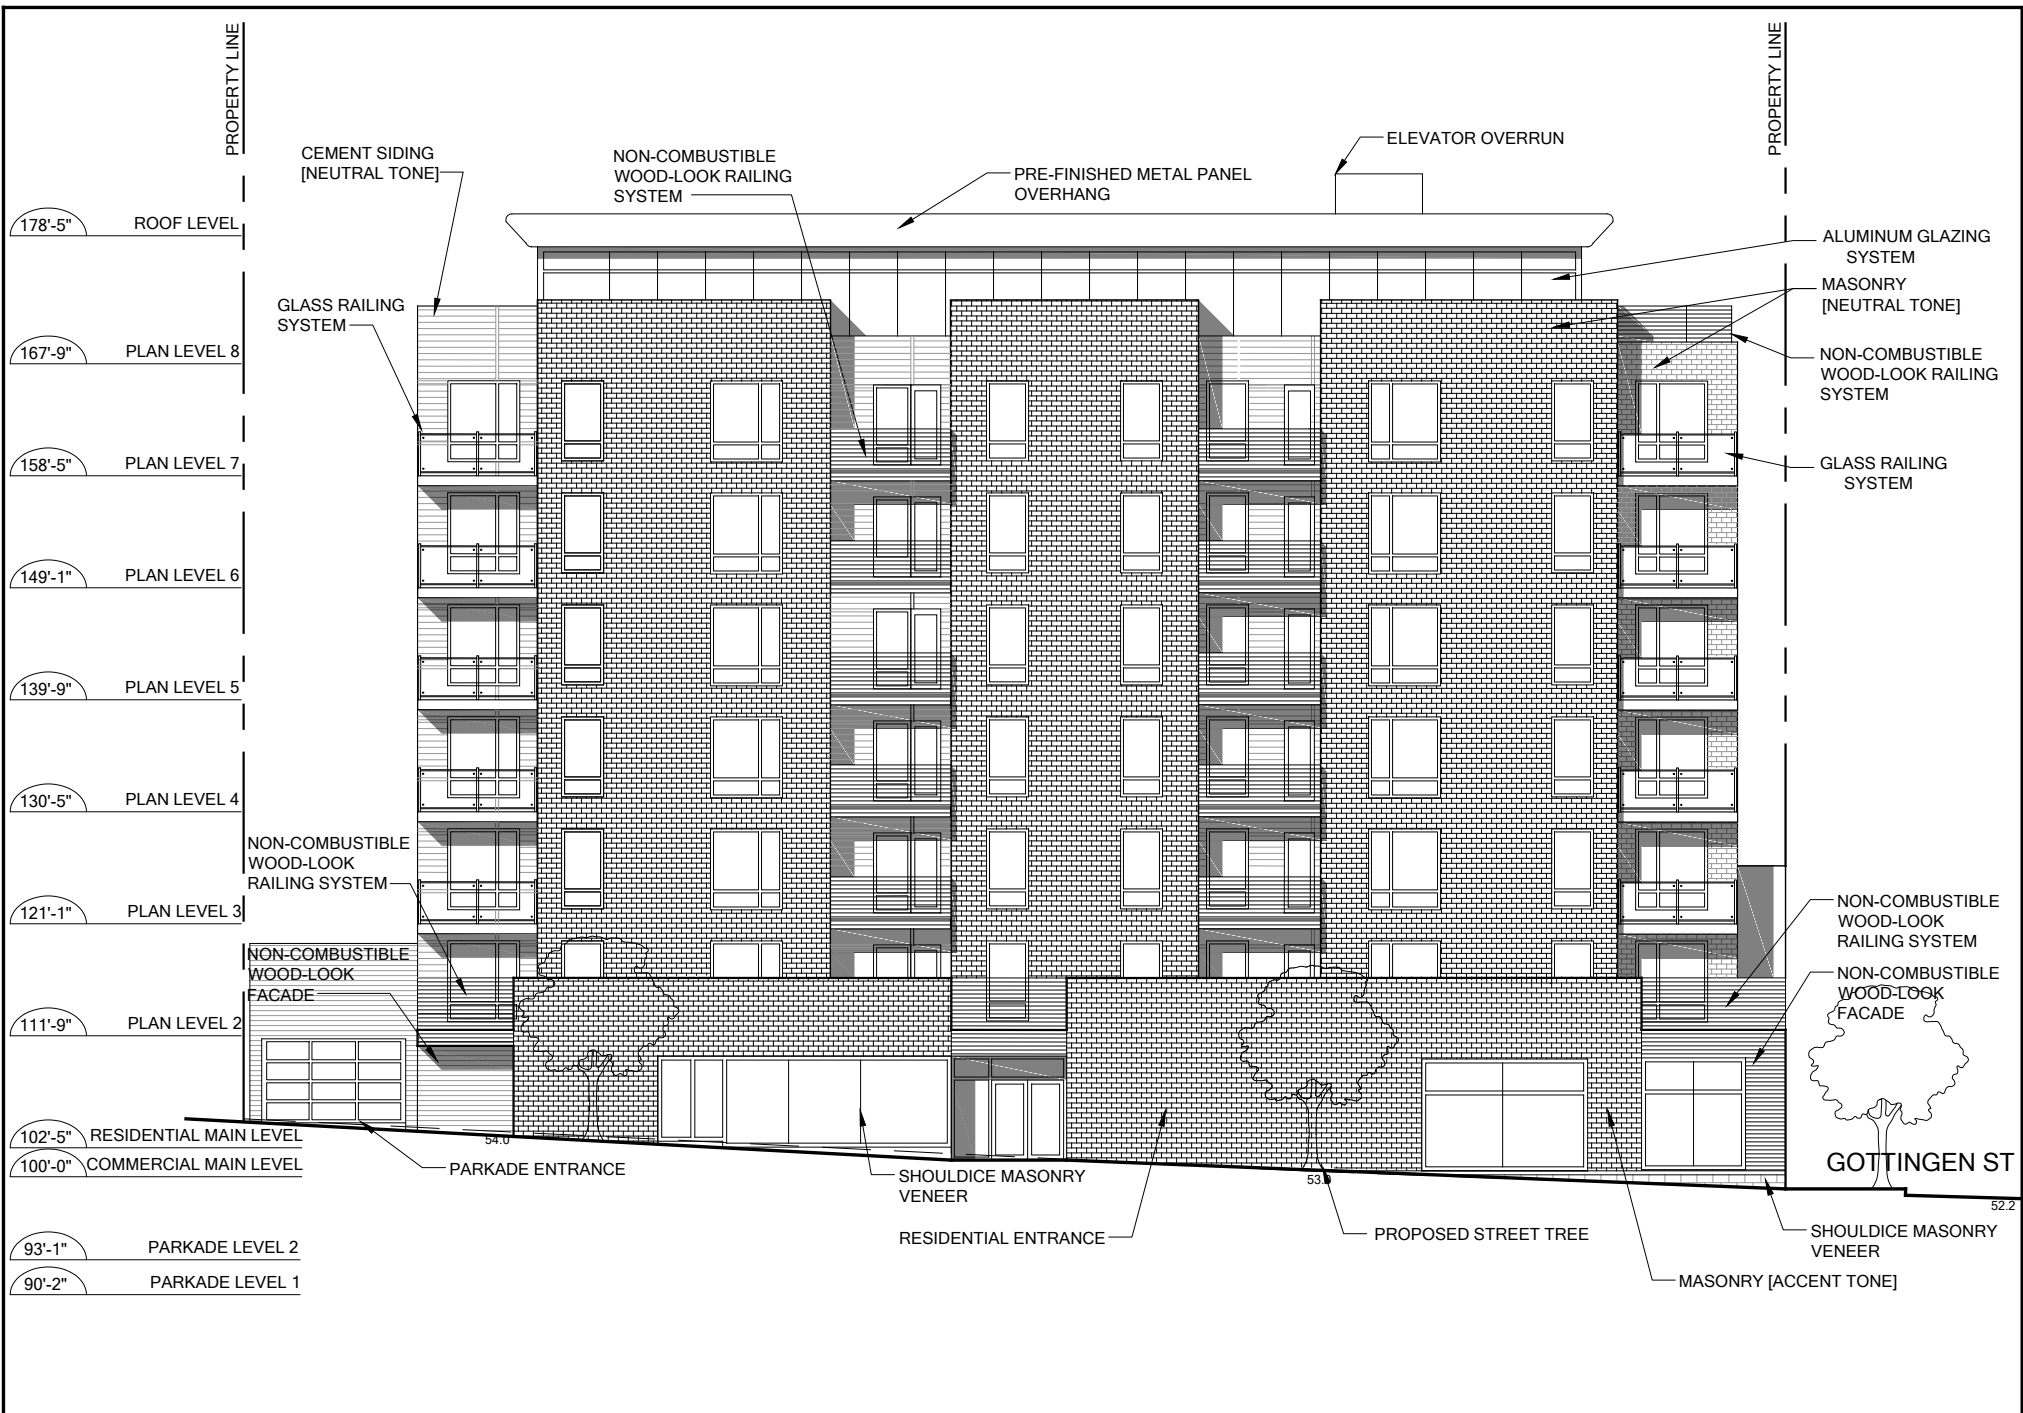 PROPERTY LINE
PROPERTY LINE
ELEVATOR OVERRUN
CEMENT SIDING
[NEUTRAL TONE]
NON-COMBUSTIBLE
WOOD-LOOK RAILING
SYSTEM
PRE-FINISHED METAL PANEL
OVERHANG
178'-5" ROOF LEVEL
ALUMINUM GLAZING
SYSTEM
MASONRY
[NEUTRAL TONE]
GLASS RAILING
SYSTEM
167'-9" PLAN LEVEL 8
NON-COMBUSTIBLE
WOOD-LOOK RAILING
SYSTEM
158'-5" PLAN LEVEL 7
GLASS RAILING
SYSTEM
149'-1" PLAN LEVEL 6
139'-9" PLAN LEVEL 5
130'-5" PLAN LEVEL 4
NON-COMBUSTIBLE
WOOD-LOOK
RAILING SYSTEM
121'-1" PLAN LEVEL 3
NON-COMBUSTIBLE
WOOD-LOOK
RAILING SYSTEM
NON-COMBUSTIBLE
WOOD-LOOK
FACADE
NON-COMBUSTIBLE
WOOD-LOOK
FACADE
111'-9" PLAN LEVEL 2
102'-5" RESIDENTIAL MAIN LEVEL
54.0
100'-0" COMMERCIAL MAIN LEVEL
PARKADE ENTRANCE
SHOULDICE MASONRY
VENEER
GOTTINGEN ST
52.2
RESIDENTIAL ENTRANCE
PROPOSED STREET TREE
SHOULDICE MASONRY
VENEER
93'-1" PARKADE LEVEL 2
90'-2" PARKADE LEVEL 1
MASONRY [ACCENT TONE]